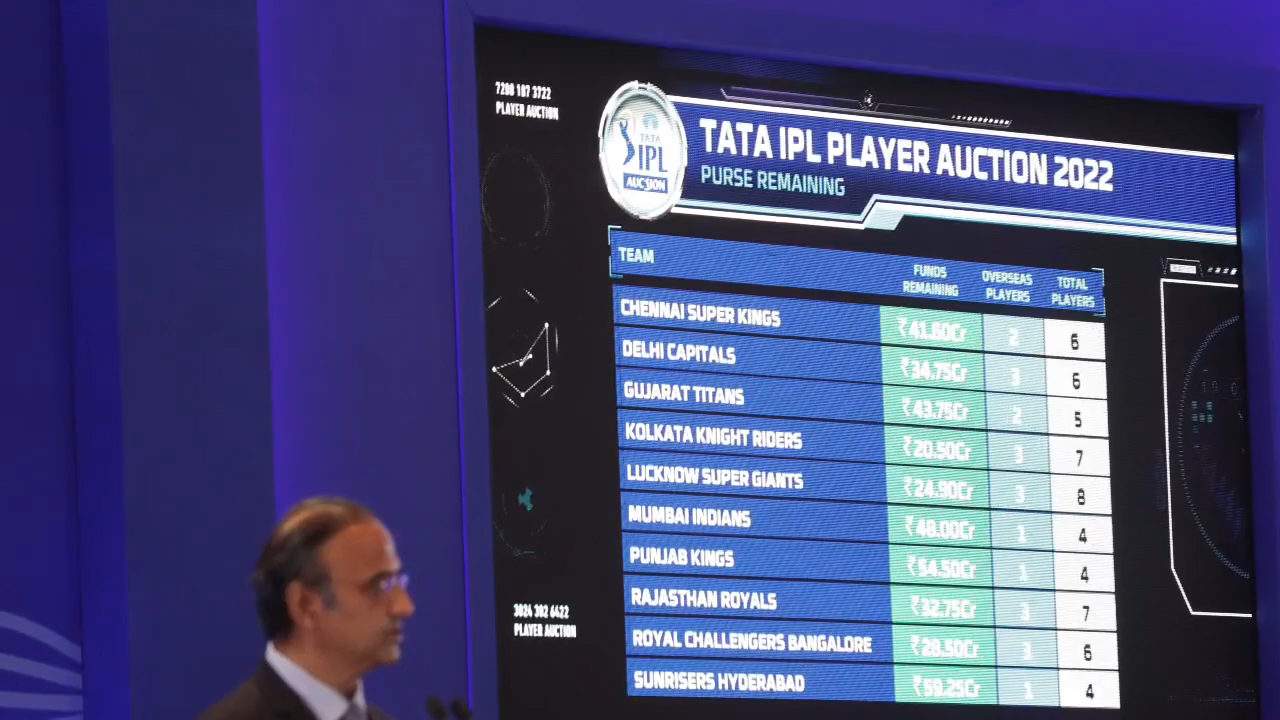 7208 107 3722
PLAYER AUCTION
TATA
IPL
AUCTION
TATA IPL PLAYER AUCTION 2022
PURSE REMAINING
TEAM FUNDS REMAINING OVERSEAS PLAYERS TOTAL PLAYERS
CHENNAI SUPER KINGS ₹41.60Cr 2 6
DELHI CAPITALS ₹34.75Cr 3 6
GUJARAT TITANS ₹43.75Cr 2 5
KOLKATA KNIGHT RIDERS ₹20.50Cr 3 7
LUCKNOW SUPER GIANTS ₹24.90Cr 3 8
MUMBAI INDIANS ₹48.00Cr 1 4
PUNJAB KINGS ₹54.50Cr 4
RAJASTHAN ROYALS ₹32.75Cr 3 7
ROYAL CHALLENGERS BANGALORE ₹28.50Cr 6
SUNRISERS HYDERABAD ₹59.25Cr 1 4
3024 302 6422
PLAYER AUCTION